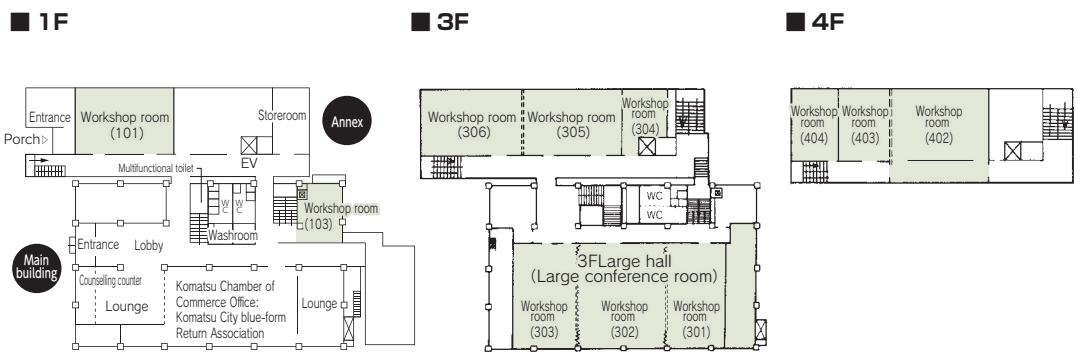 ■ 1F
Entrance
Workshop room
(101)
Storeroom
Annex
Porch▷
EV
Multifunctional toilet
WC
WC
Workshop room
(103)
Washroom
Main
building
Entrance
Lobby
Counselling counter
Lounge
Komatsu Chamber of
Commerce Office:
Komatsu City blue-form
Return Association
Lounge
■ 3F
Workshop room
(306)
Workshop room
(305)
Workshop
room
(304)
WC
WC
3FLarge hall
(Large conference room)
Workshop
room
(303)
Workshop
room
(302)
Workshop
room
(301)
■ 4F
Workshop
room
(404)
Workshop
room
(403)
Workshop
room
(402)